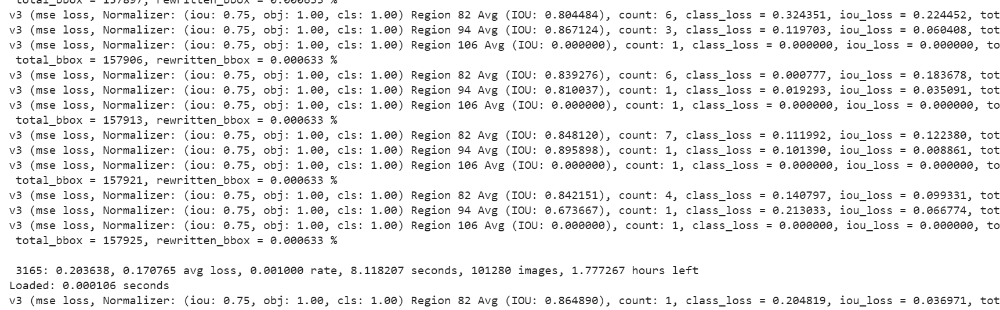 total_bbox = 157897, rewritten_bbox = 0.000633 %
v3 (mse loss, Normalizer: (iou: 0.75, obj: 1.00, cls: 1.00) Region 82 Avg (IOU: 0.804484), count: 6, class_loss = 0.324351, iou_loss = 0.224452, tot
v3 (mse loss, Normalizer: (iou: 0.75, obj: 1.00, cls: 1.00) Region 94 Avg (IOU: 0.867124), count: 3, class_loss = 0.119703, iou_loss = 0.060408, tot
v3 (mse loss, Normalizer: (iou: 0.75, obj: 1.00, cls: 1.00) Region 106 Avg (IOU: 0.000000), count: 1, class_loss = 0.000000, iou_loss = 0.000000, to
total_bbox = 157906, rewritten_bbox = 0.000633 %
v3 (mse loss, Normalizer: (iou: 0.75, obj: 1.00, cls: 1.00) Region 82 Avg (IOU: 0.839276), count: 6, class_loss = 0.000777, iou_loss = 0.183678, tot
v3 (mse loss, Normalizer: (iou: 0.75, obj: 1.00, cls: 1.00) Region 94 Avg (IOU: 0.810037), count: 1, class_loss = 0.019293, iou_loss = 0.035091, tot
v3 (mse loss, Normalizer: (iou: 0.75, obj: 1.00, cls: 1.00) Region 106 Avg (IOU: 0.000000), count: 1, class_loss = 0.000000, iou_loss = 0.000000, to
total_bbox = 157913, rewritten_bbox = 0.000633 %
v3 (mse loss, Normalizer: (iou: 0.75, obj: 1.00, cls: 1.00) Region 82 Avg (IOU: 0.848120), count: 7, class_loss = 0.111992, iou_loss = 0.122380, tot
v3 (mse loss, Normalizer: (iou: 0.75, obj: 1.00, cls: 1.00) Region 94 Avg (IOU: 0.895898), count: 1, class_loss = 0.101390, iou_loss = 0.008861, tot
v3 (mse loss, Normalizer: (iou: 0.75, obj: 1.00, cls: 1.00) Region 106 Avg (IOU: 0.000000), count: 1, class_loss = 0.000000, iou_loss = 0.000000, to
total_bbox = 157921, rewritten_bbox = 0.000633 %
v3 (mse loss, Normalizer: (iou: 0.75, obj: 1.00, cls: 1.00) Region 82 Avg (IOU: 0.842151), count: 4, class_loss = 0.140797, iou_loss = 0.099331, tot
v3 (mse loss, Normalizer: (iou: 0.75, obj: 1.00, cls: 1.00) Region 94 Avg (IOU: 0.673667), count: 1, class_loss = 0.213033, iou_loss = 0.066774, tot
v3 (mse loss, Normalizer: (iou: 0.75, obj: 1.00, cls: 1.00) Region 106 Avg (IOU: 0.000000), count: 1, class_loss = 0.000000, iou_loss = 0.000000, to
total_bbox = 157925, rewritten_bbox = 0.000633 %
3165: 0.203638, 0.170765 avg loss, 0.001000 rate, 8.118207 seconds, 101280 images, 1.777267 hours left
Loaded: 0.000106 seconds
v3 (mse loss, Normalizer: (iou: 0.75, obj: 1.00, cls: 1.00) Region 82 Avg (IOU: 0.864890), count: 1, class_loss = 0.204819, iou_loss = 0.036971, tot